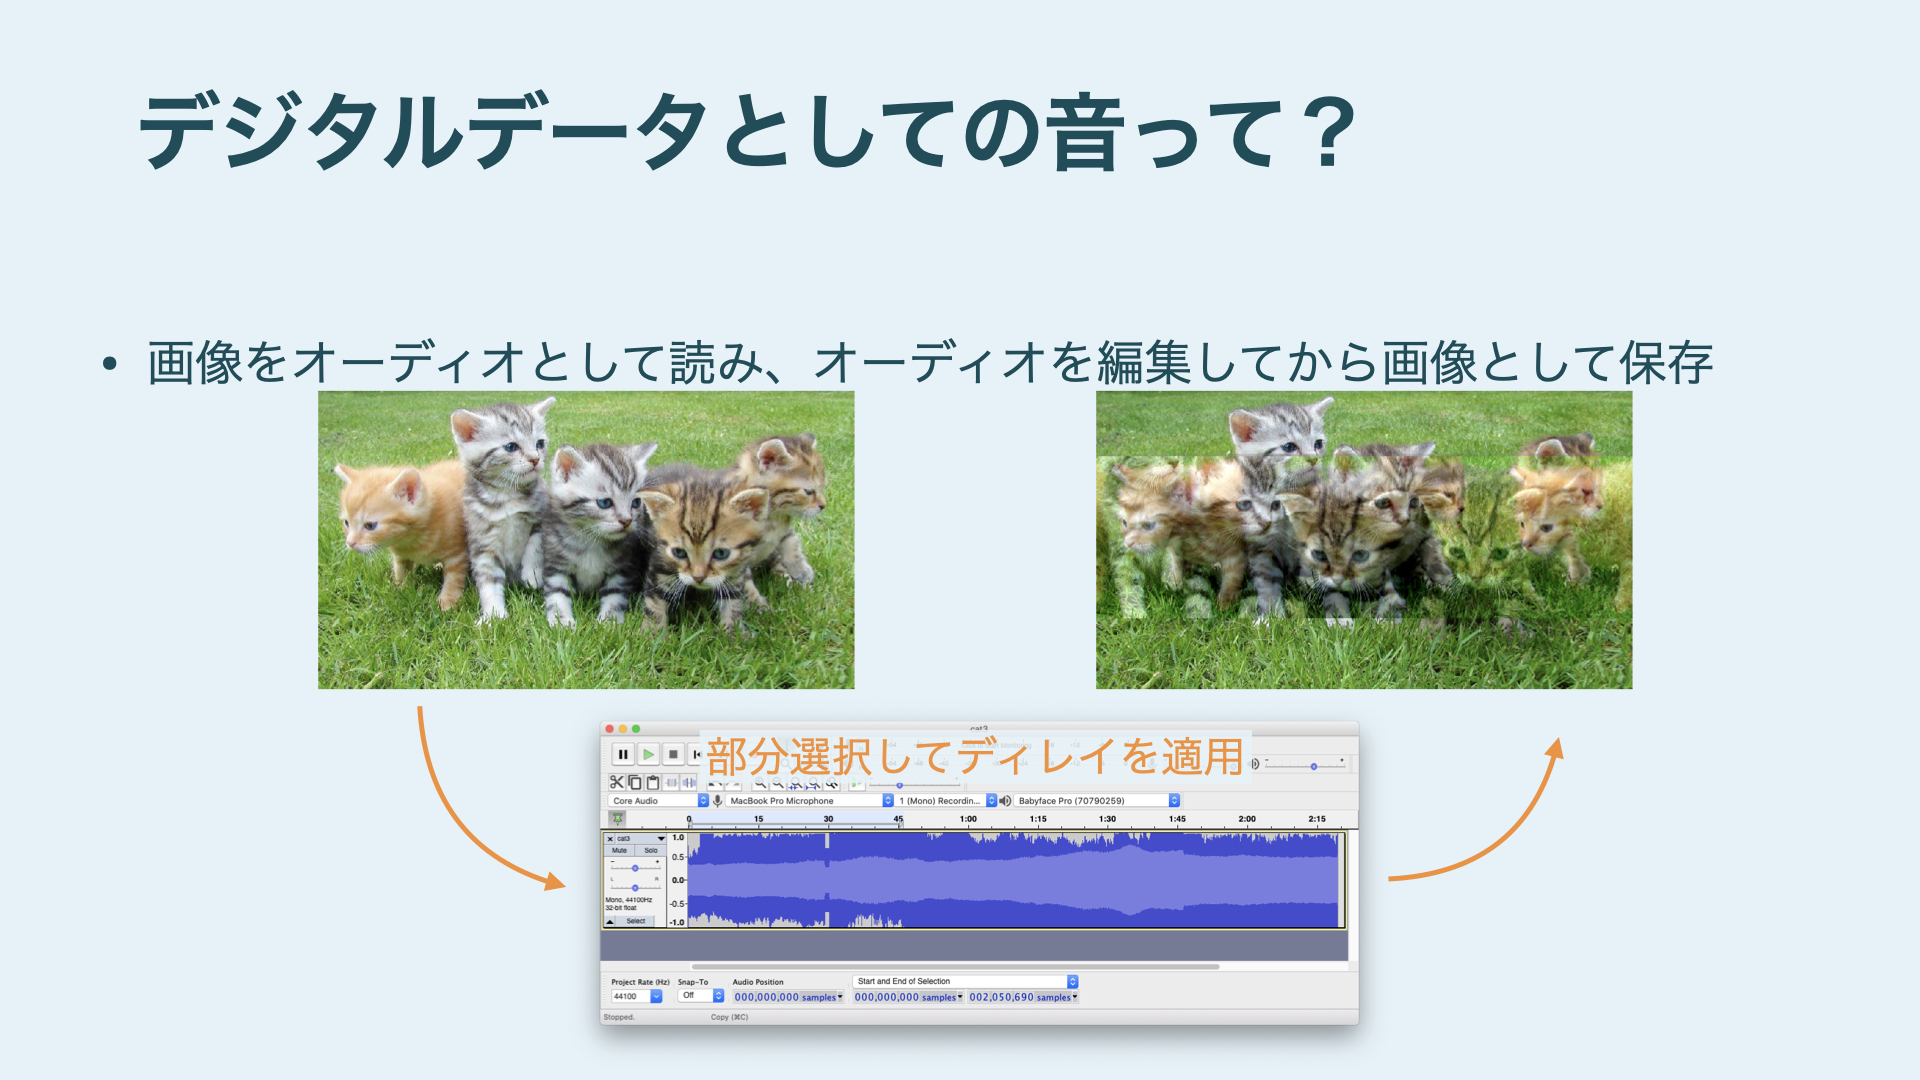 デジタルデータとしての音って？
• 画像をオーディオとして読み、オーディオを編集してから画像として保存
cat3
部分選択してディレイを適用
Core Audio
MacBook Pro Microphone
1 (Mono) Recordin...
Babyface Pro (70790259)
0 15 30 45 1:00 1:15 1:30 1:45 2:00 2:15
cat3
Mute Solo
L R
Mono, 44100Hz
32-bit float
Select
1.0
0.5
0.0
-0.5
-1.0
Project Rate (Hz) Snap-To Audio Position Start and End of Selection
44100 Off 000,000,000 samples 000,000,000 samples 002,050,690 samples
Stopped. Copy (⌘C)